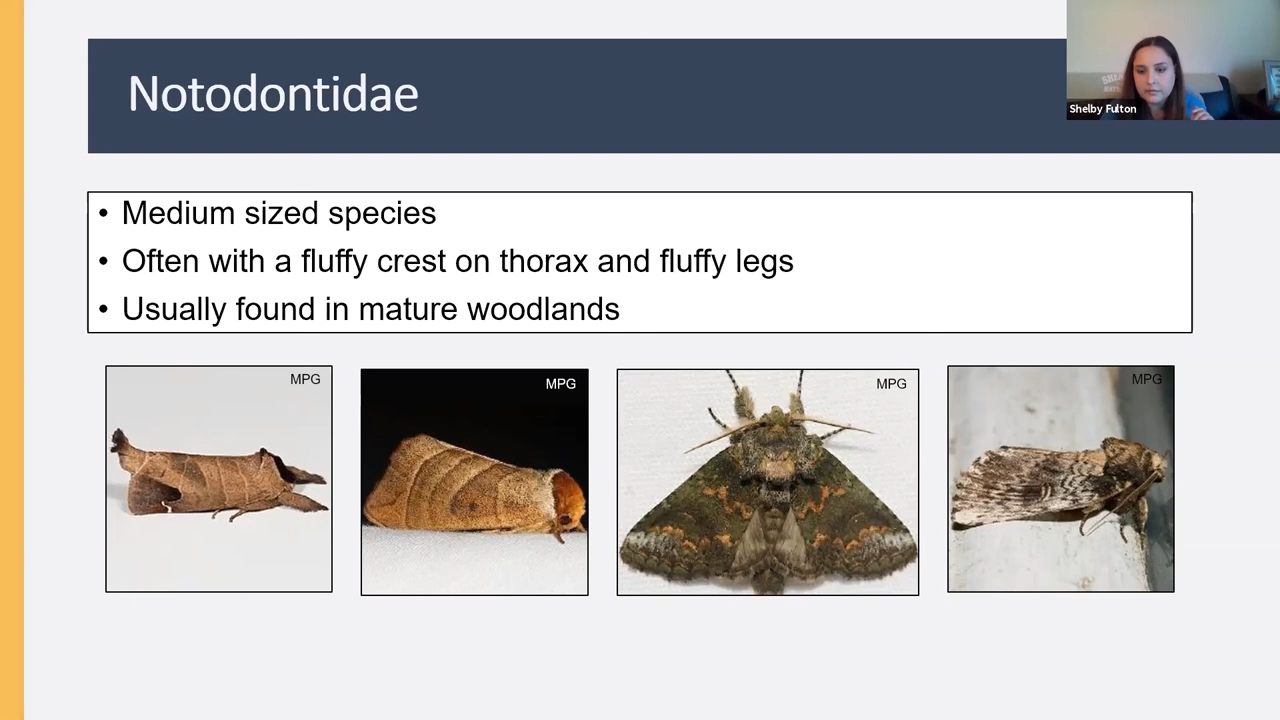 Notodontidae
Shelby Fulton
• Medium sized species
• Often with a fluffy crest on thorax and fluffy legs
• Usually found in mature woodlands
MPG
MPG
MPG
MPG